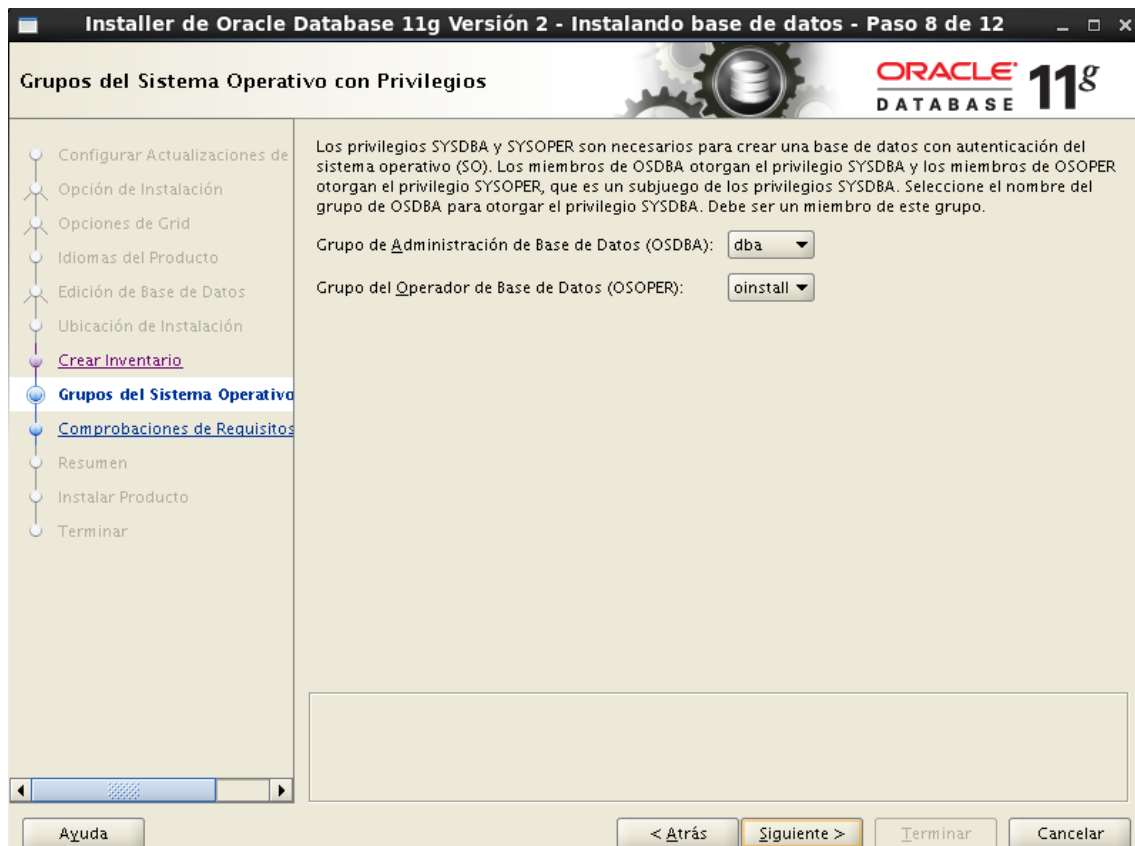 Installer de Oracle Database 11g Versión 2 - Instalando base de datos - Paso 8 de 12
Grupos del Sistema Operativo con Privilegios
ORACLE
DATABASE
11g
Configurar Actualizaciones de
Opción de Instalación
Opciones de Grid
Idiomas del Producto
Edición de Base de Datos
Ubicación de Instalación
Crear Inventario
Grupos del Sistema Operativo
Comprobaciones de Requisitos
Resumen
Instalar Producto
Terminar
Los privilegios SYSDBA y SYSOPER son necesarios para crear una base de datos con autenticación del
sistema operativo (SO). Los miembros de OSDBA otorgan el privilegio SYSDBA y los miembros de OSOPER
otorgan el privilegio SYSOPER, que es un subjuego de los privilegios SYSDBA. Seleccione el nombre del
grupo de OSDBA para otorgar el privilegio SYSDBA. Debe ser un miembro de este grupo.
Grupo de Administración de Base de Datos (OSDBA): dba
Grupo del Operador de Base de Datos (OSOPER): oinstall
Ayuda
< Atrás
Siguiente >
Terminar
Cancelar